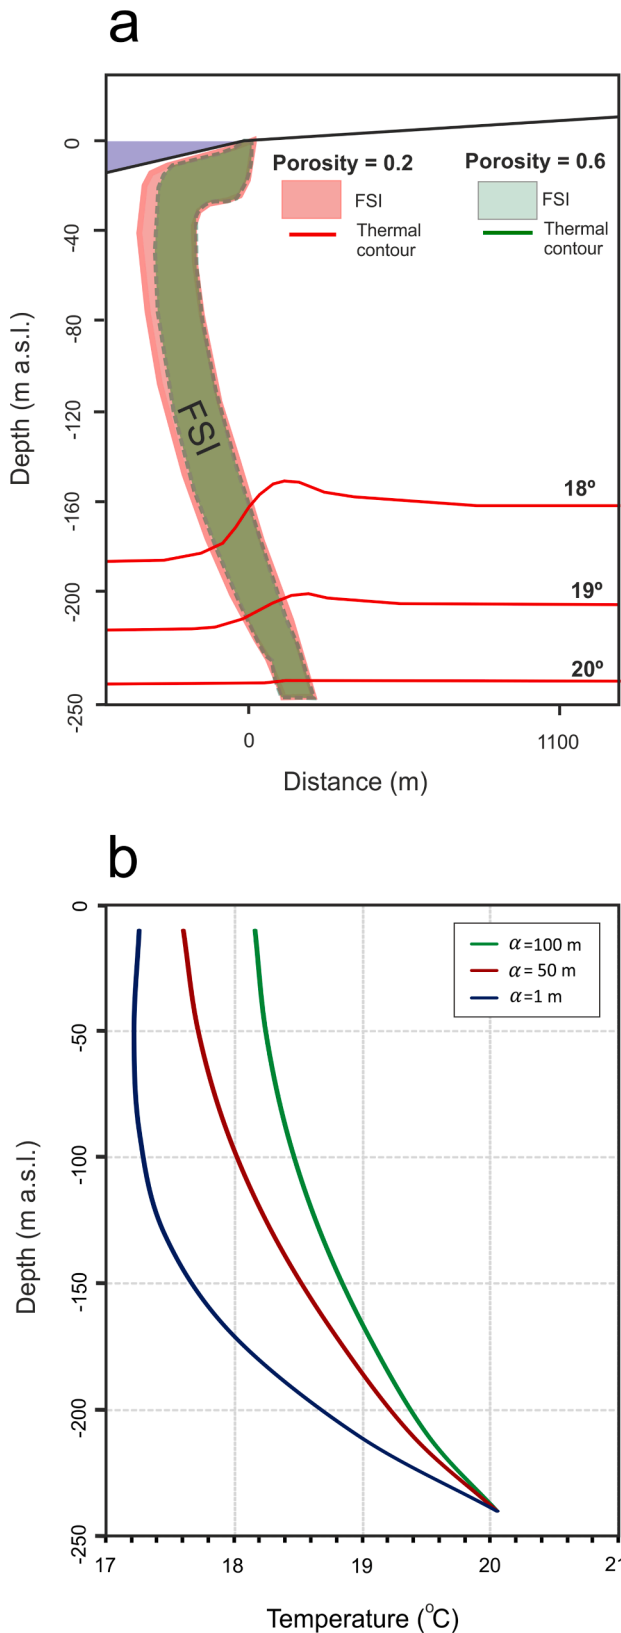 a
0
-40
-80
-120
-160
-200
-250
Depth (m a.s.l.)
Porosity = 0.2
FSI
Thermal
contour
Porosity = 0.6
FSI
Thermal
contour
FSI
18º
19º
20º
0
1100
Distance (m)
b
0
-50
-100
-150
-200
-250
Depth (m a.s.l.)
α=100 m
α= 50 m
α=1 m
17
18
19
20
Temperature (°C)